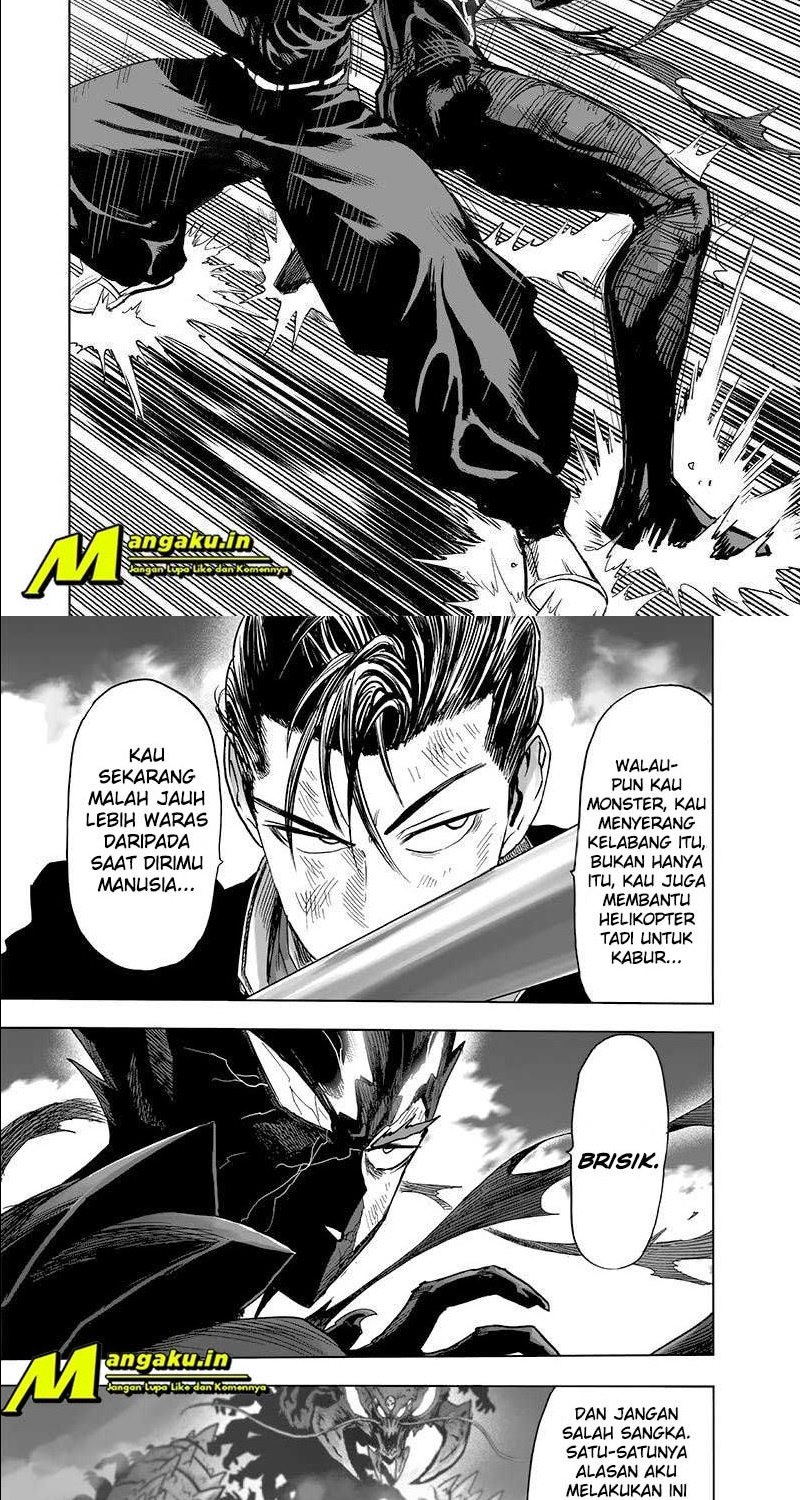 Mangaku.in
Jangan Lupa Like dan Komennya
WALAU-
PUN KAU
MONSTER, KAU
MENYERANG
KELABANG ITU,
BUKAN HANYA
ITU, KAU JUGA
MEMBANTU
HELIKOPTER
TADI UNTUK
KABUR...
KAU
SEKARANG
MALAH JAUH
LEBIH WARAS
DARIPADA
SAAT DIRIMU
MANUSIA...
BRISIK.
Mangaku.in
Jangan Lupa Like dan Komennya
DAN JANGAN
SALAH SANGKA.
SATU-SATUNYA
ALASAN AKU
MELAKUKAN INI